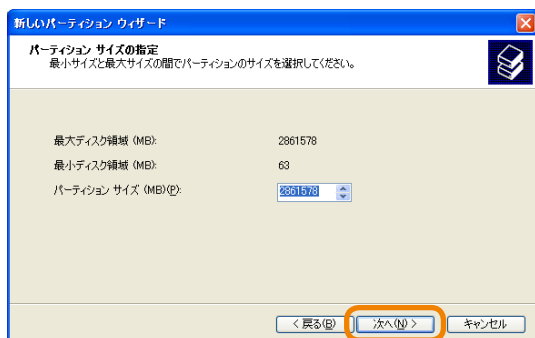 新しいパーティション ウィザード
パーティション サイズの指定
最小サイズと最大サイズの間でパーティションのサイズを選択してください。
最大ディスク領域 (MB): 2861578
最小ディスク領域 (MB): 63
パーティション サイズ (MB)(P): 2861578
< 戻る(B) 次へ(N) > キャンセル